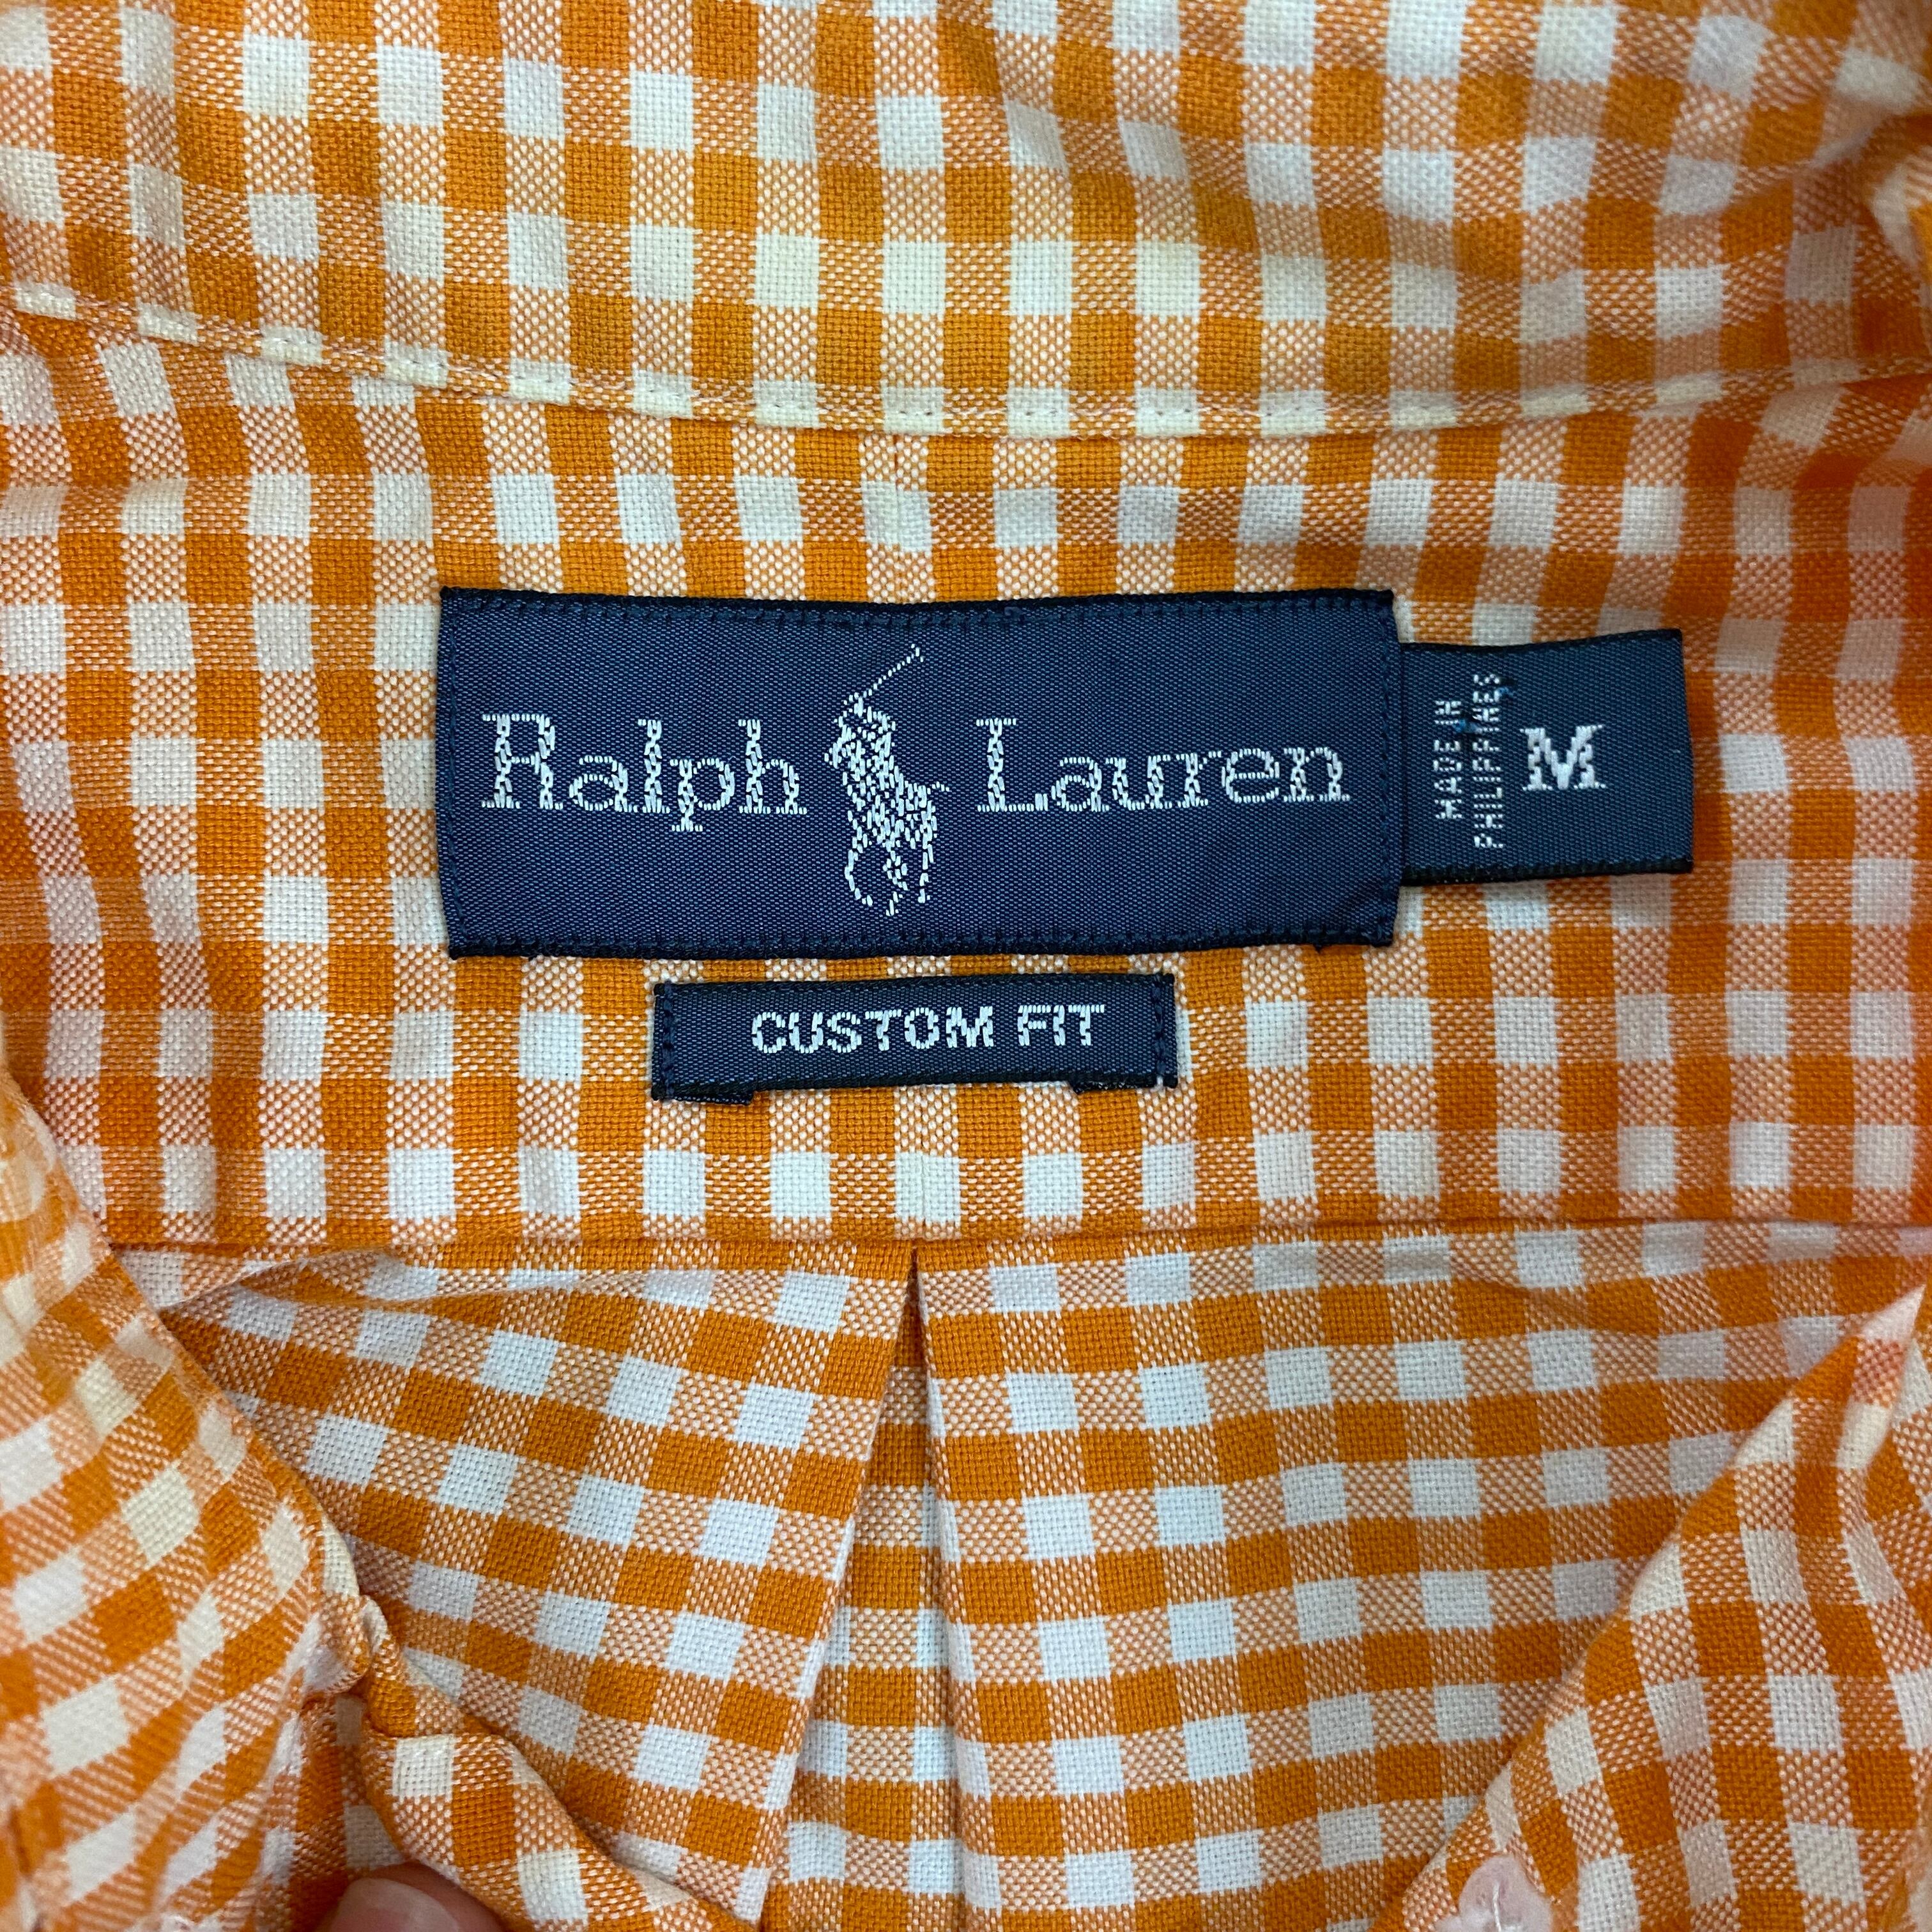 Ralph Lauren
MADE IN
PHILIPPINES
M
CUSTOM FIT